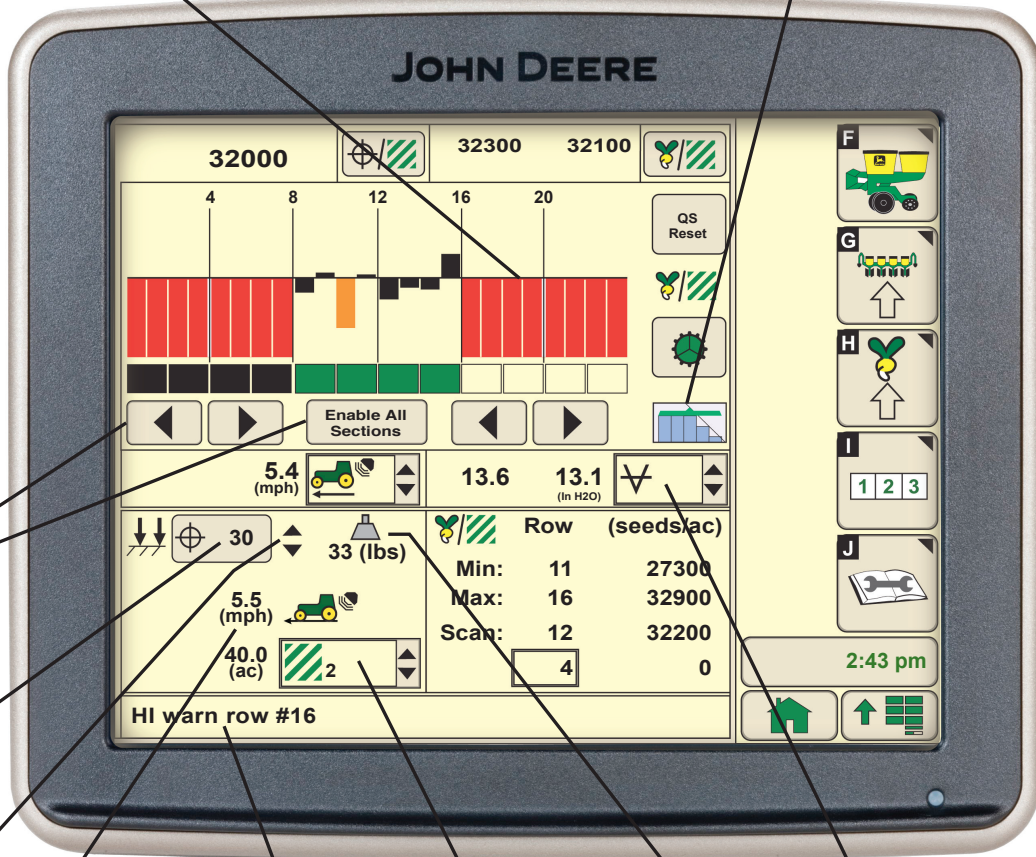 JOHN DEERE
32000
32300 32100
4 8 12 16 20
QS
Reset
Enable All
Sections
5.4
(mph)
13.6 13.1
(In H2O)
30
33 (lbs)
5.5
(mph)
40.0
(ac)
2
Row (seeds/ac)
Min: 11 27300
Max: 16 32900
Scan: 12 32200
4 0
HI warn row #16
F
G
H
I
1 2 3
J
2:43 pm